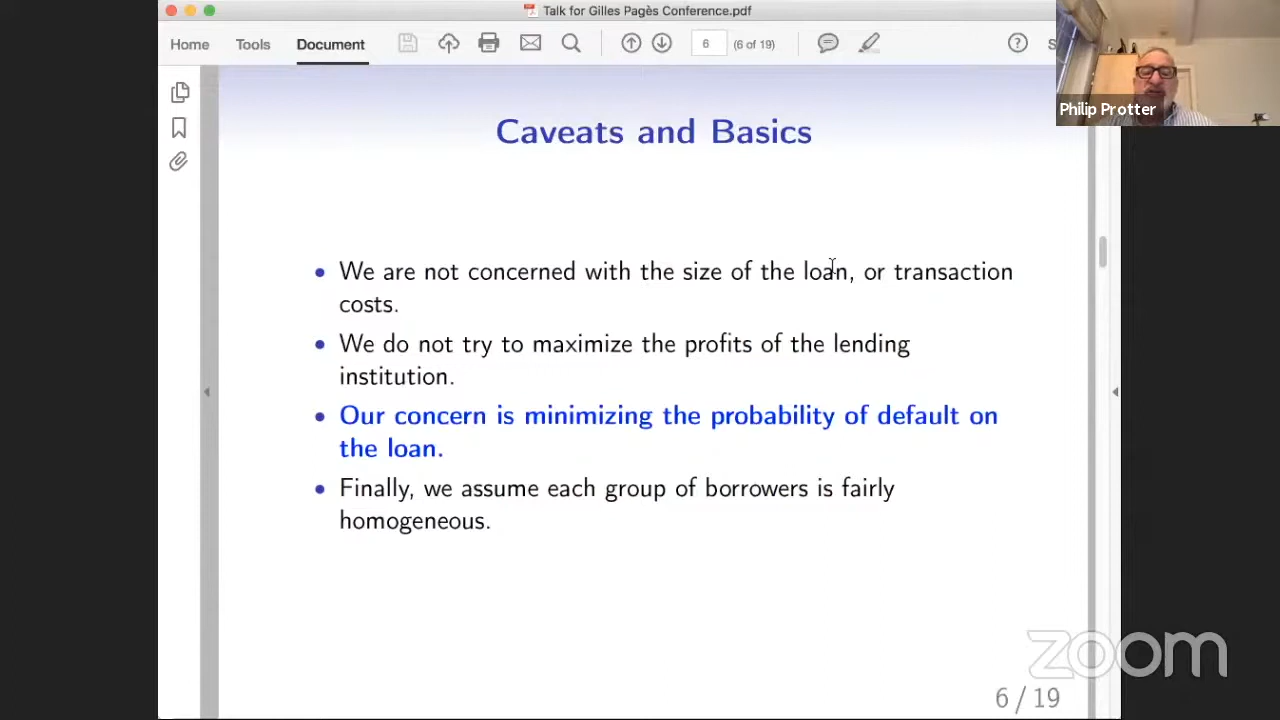 Talk for Gilles Pagès Conference.pdf
Home Tools Document 6 (6 of 19) S
Philip Protter
Caveats and Basics
• We are not concerned with the size of the loan, or transaction
costs.
• We do not try to maximize the profits of the lending
institution.
• Our concern is minimizing the probability of default on
the loan.
• Finally, we assume each group of borrowers is fairly
homogeneous.
zoom
6 / 19